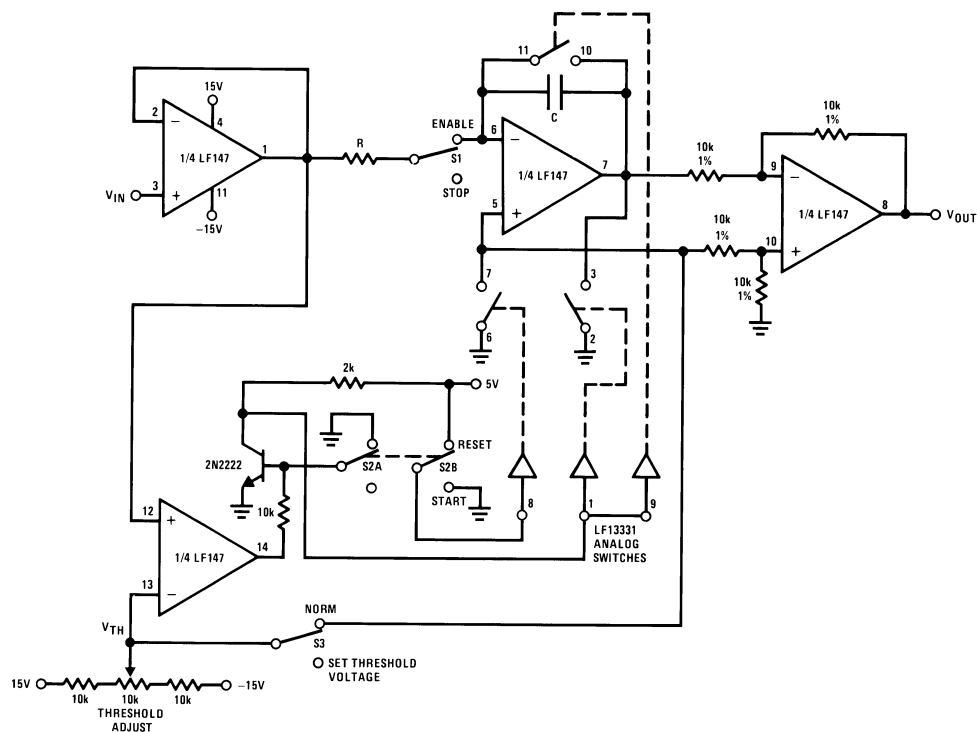 11
10
C
15V
2
4
1/4 LF147
1
3
11
VIN
−15V
R
ENABLE
S1
STOP
6
1/4 LF147
7
5
10k
1%
10k
1%
9
1/4 LF147
8
VOUT
10k
1%
10
10k
1%
7
6
3
2
2k
5V
RESET
2N2222
S2A
S2B
START
10k
8
1
9
LF13331
ANALOG
SWITCHES
12
1/4 LF147
14
13
VTH
NORM
S3
SET THRESHOLD
VOLTAGE
15V
10k
10k
10k
−15V
THRESHOLD
ADJUST